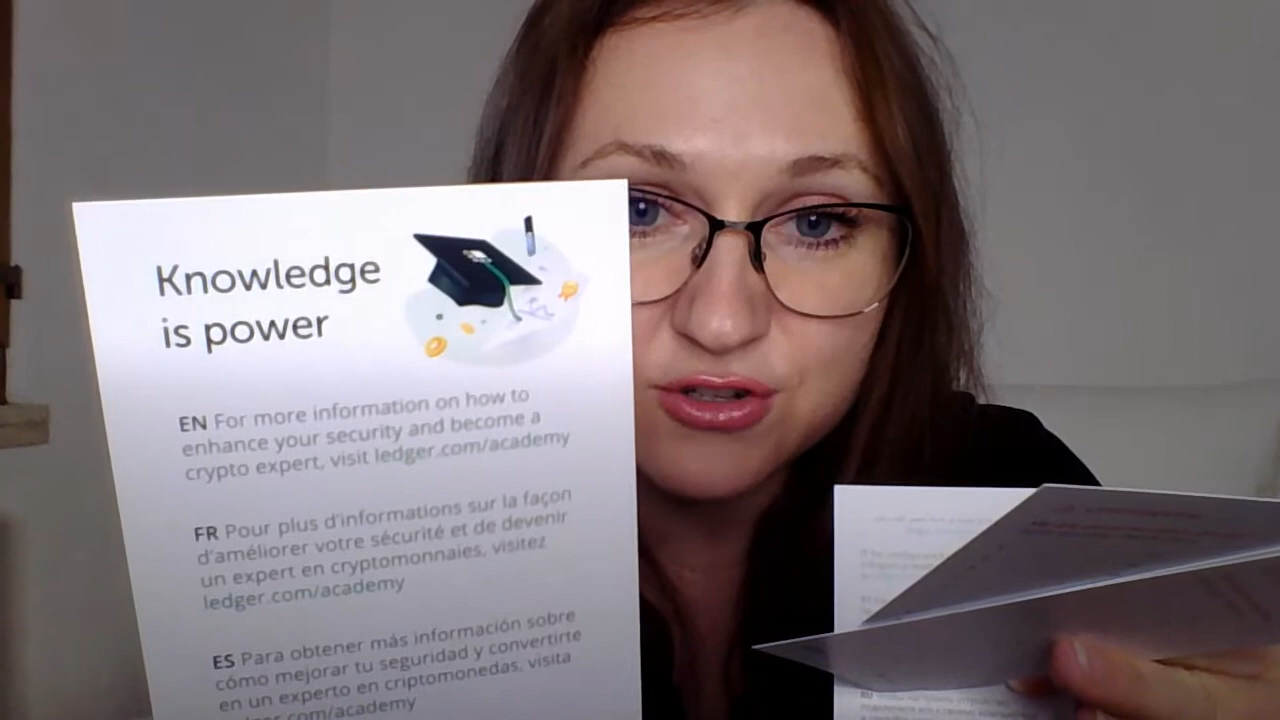 Knowledge
is power
EN For more information on how to
enhance your security and become a
crypto expert, visit ledger.com/academy
FR Pour plus d'informations sur la façon
d'améliorer votre sécurité et de devenir
un expert en cryptomonnaies, visitez
ledger.com/academy
ES Para obtener más información sobre
cómo mejorar tu seguridad y convertirte
en un experto en criptomonedas, visita
ledger.com/academy